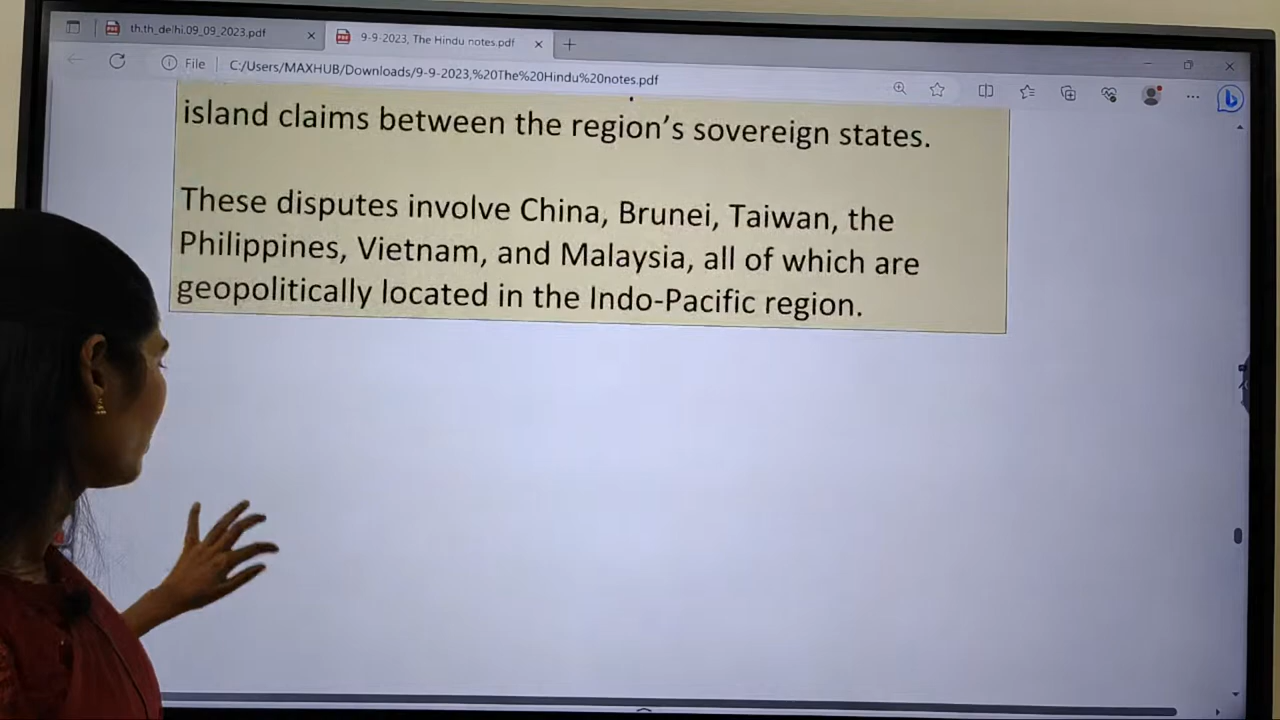 th.th_delhi.09_09_2023.pdf
9-9-2023, The Hindu notes.pdf
File
C:/Users/MAXHUB/Downloads/9-9-2023,%20The%20Hindu%20notes.pdf
island claims between the region's sovereign states.
These disputes involve China, Brunei, Taiwan, the
Philippines, Vietnam, and Malaysia, all of which are
geopolitically located in the Indo-Pacific region.